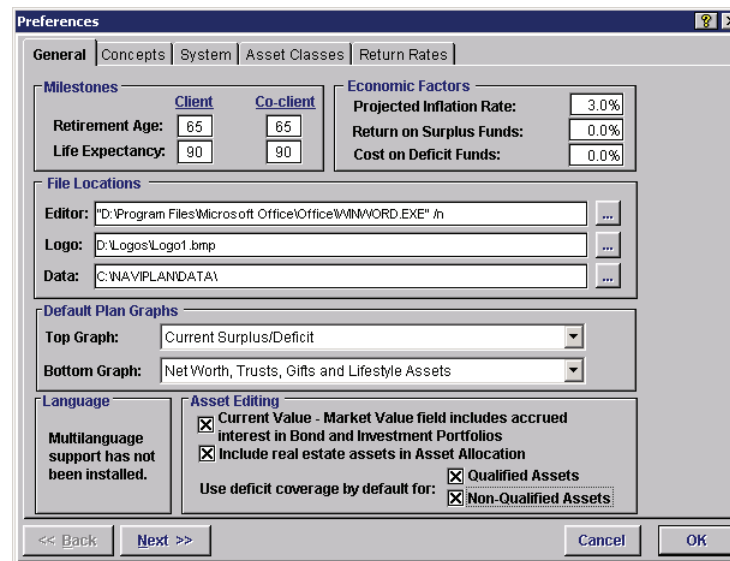 Preferences
General Concepts System Asset Classes Return Rates
Milestones
Client Co-client
Retirement Age: 65 65
Life Expectancy: 90 90
Economic Factors
Projected Inflation Rate: 3.0%
Return on Surplus Funds: 0.0%
Cost on Deficit Funds: 0.0%
File Locations
Editor: "D:\Program Files\Microsoft Office\Office\WINWORD.EXE" /n ...
Logo: D:\Logos\Logo1.bmp ...
Data: C:\NAVIPLAN\DATA\ ...
Default Plan Graphs
Top Graph: Current Surplus/Deficit
Bottom Graph: Net Worth, Trusts, Gifts and Lifestyle Assets
Language
Multilanguage
support has not
been installed.
Asset Editing
Current Value - Market Value field includes accrued
interest in Bond and Investment Portfolios
Include real estate assets in Asset Allocation
Use deficit coverage by default for:
Qualified Assets
Non-Qualified Assets
<< Back Next >> Cancel OK